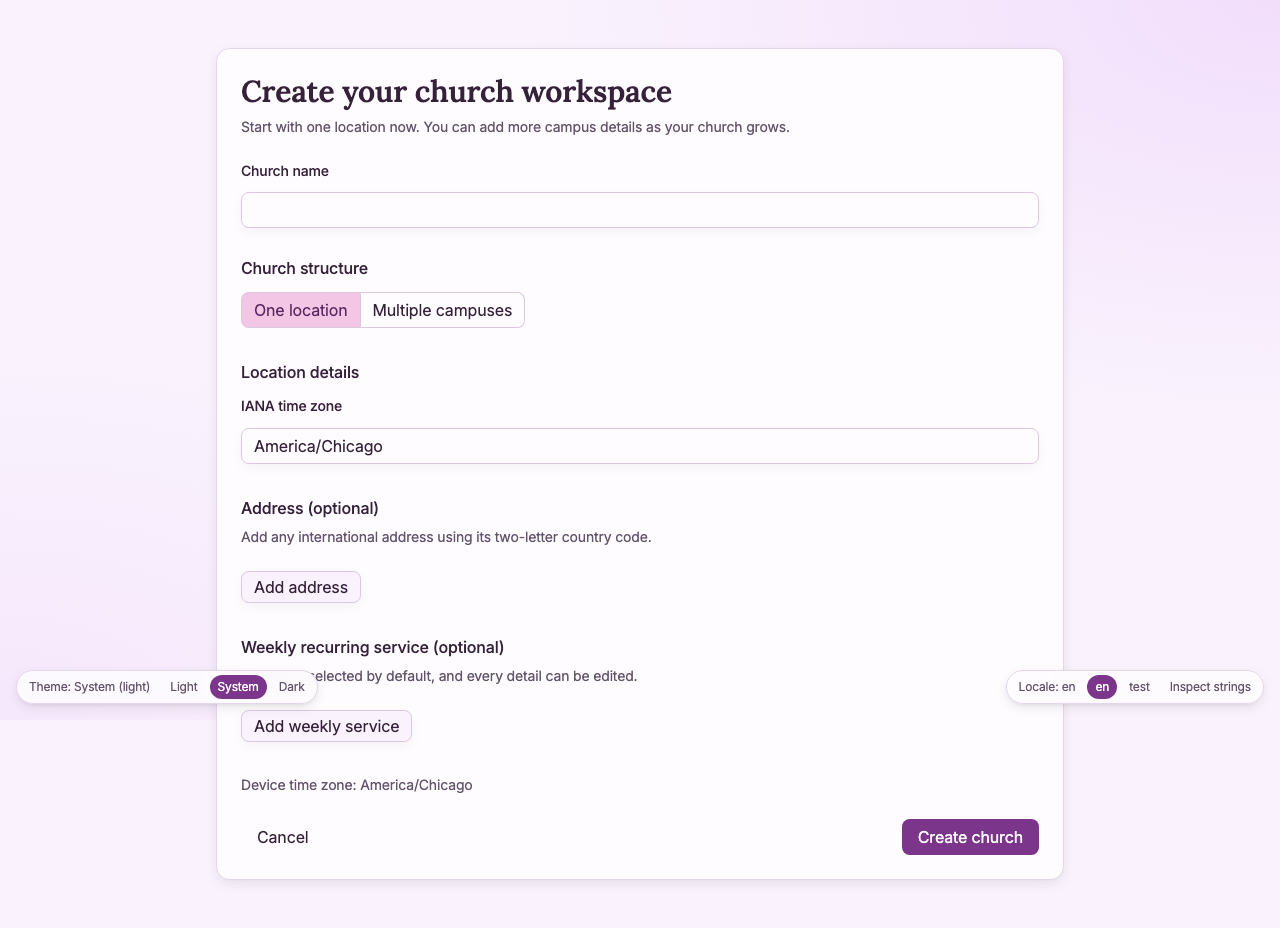 Create your church workspace
Start with one location now. You can add more campus details as your church grows.
Church name
Church structure
One location Multiple campuses
Location details
IANA time zone
America/Chicago
Address (optional)
Add any international address using its two-letter country code.
Add address
Weekly recurring service (optional)
selected by default, and every detail can be edited.
Theme: System (light) Light System Dark
Locale: en en test Inspect strings
Add weekly service
Device time zone: America/Chicago
Cancel Create church